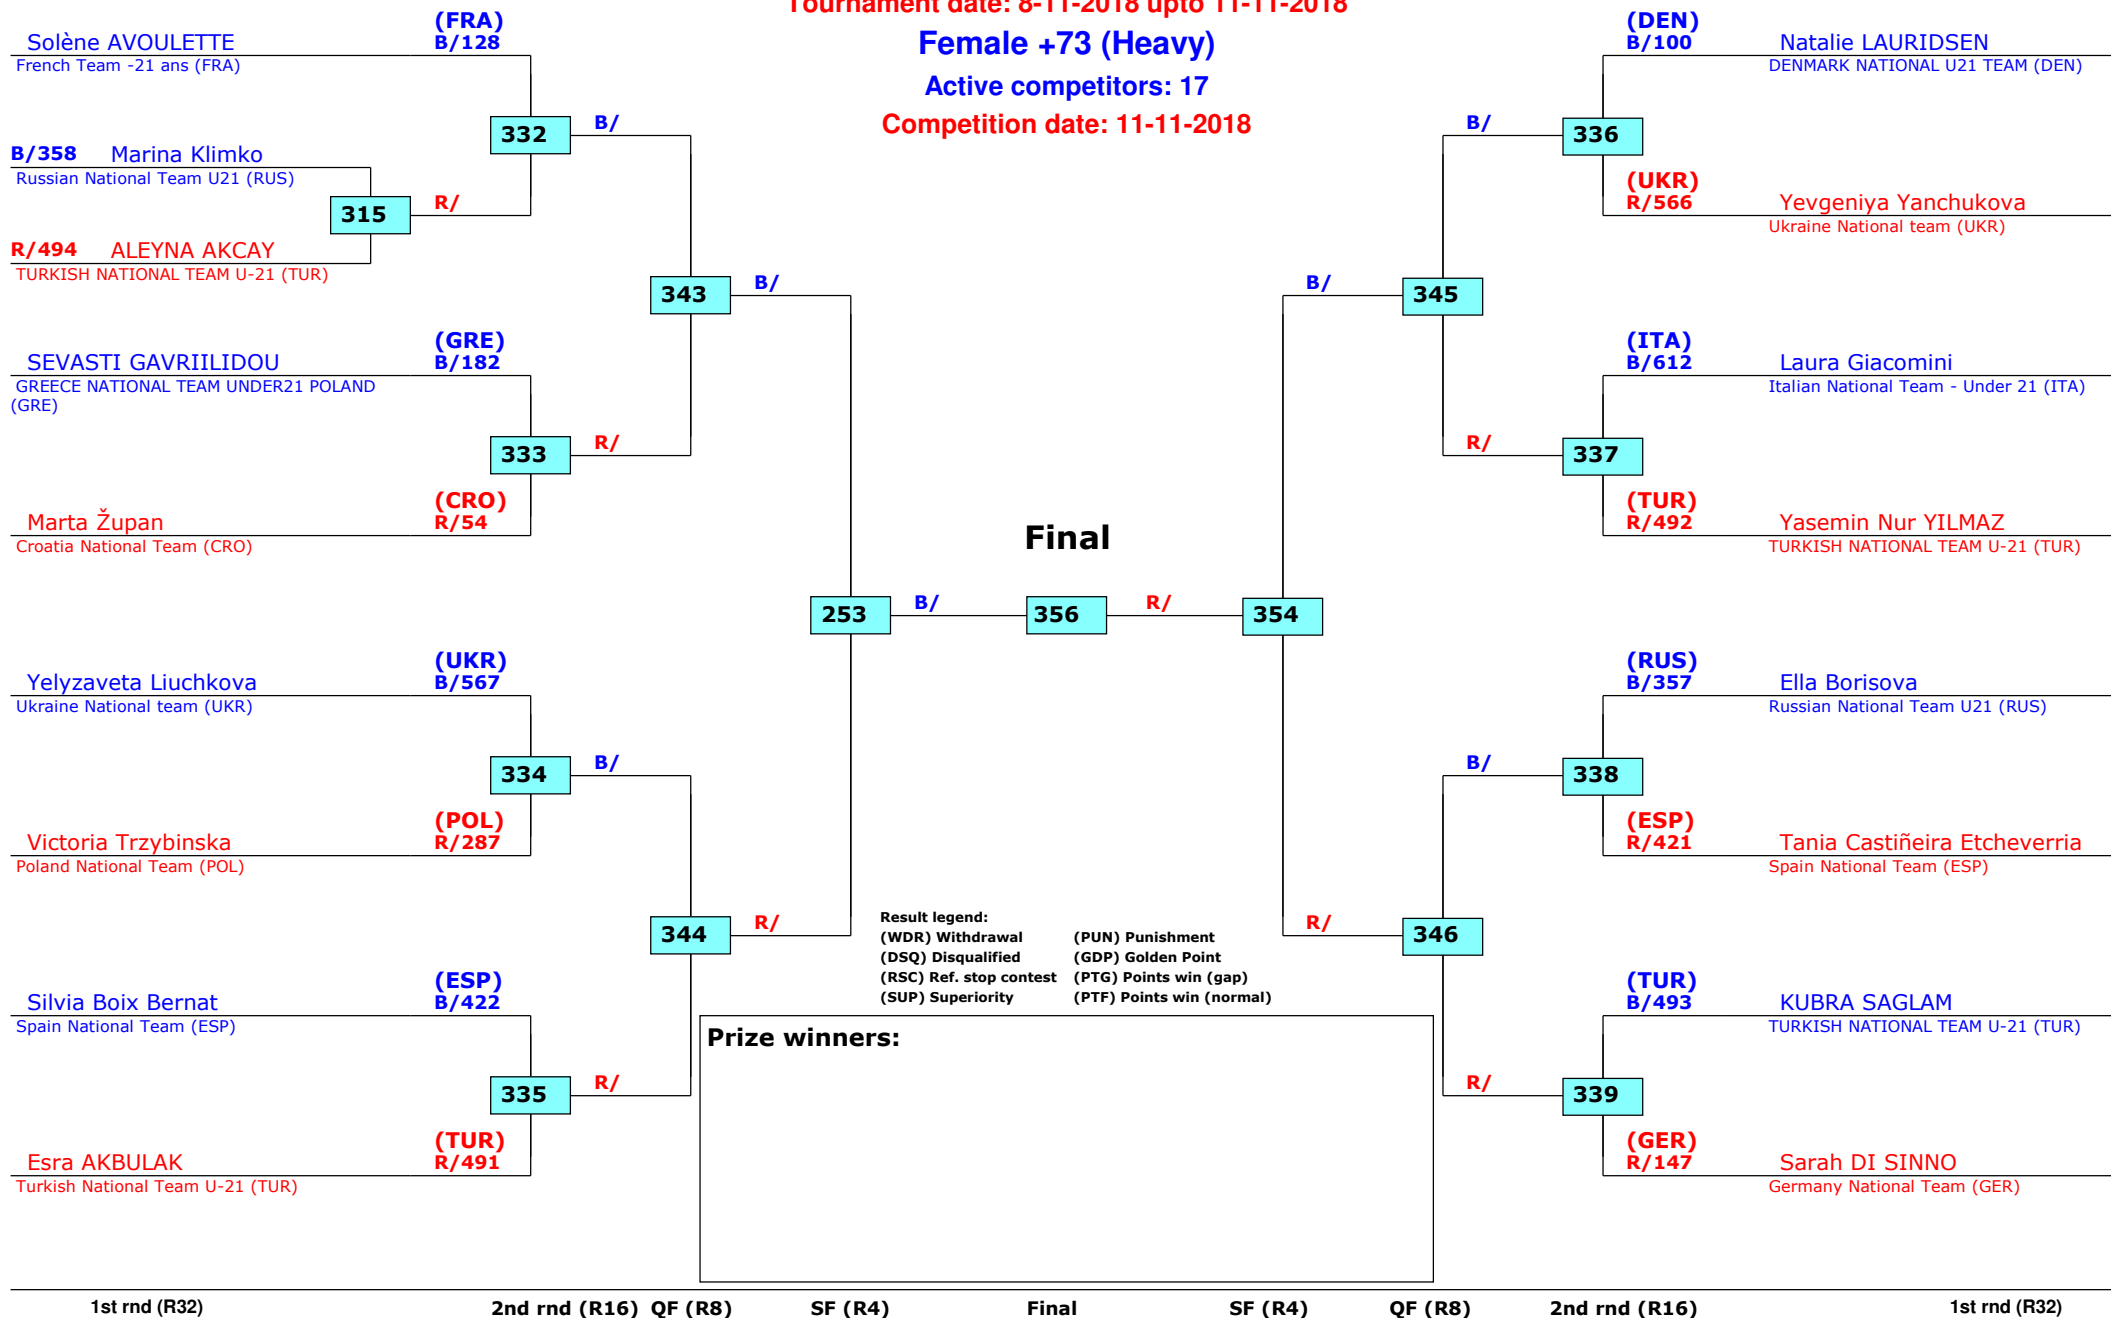 Tournament date: 8-11-2018 upto 11-11-2018
Female +73 (Heavy)
Active competitors: 17
Competition date: 11-11-2018
(FRA)
Solène AVOULETTE B/128
French Team -21 ans (FRA)
332 B/
B/358 Marina Klimko
Russian National Team U21 (RUS)
315 R/
R/494 ALEYNA AKCAY
TURKISH NATIONAL TEAM U-21 (TUR)
343 B/
(GRE)
SEVASTI GAVRIILIDOU B/182
GREECE NATIONAL TEAM UNDER21 POLAND
(GRE)
333 R/
(CRO)
Marta Župan R/54
Croatia National Team (CRO)
253 B/
(UKR)
Yelyzaveta Liuchkova B/567
Ukraine National team (UKR)
334 B/
(POL)
Victoria Trzybinska R/287
Poland National Team (POL)
344 R/
(ESP)
Silvia Boix Bernat B/422
Spain National Team (ESP)
335 R/
(TUR)
Esra AKBULAK R/491
Turkish National Team U-21 (TUR)
Final
356
(DEN)
B/100 Natalie LAURIDSEN
DENMARK NATIONAL U21 TEAM (DEN)
B/ 336
(UKR)
R/566 Yevgeniya Yanchukova
Ukraine National team (UKR)
B/ 345
(ITA)
B/612 Laura Giacomini
Italian National Team - Under 21 (ITA)
R/ 337
(TUR)
R/492 Yasemin Nur YILMAZ
TURKISH NATIONAL TEAM U-21 (TUR)
R/ 354
(RUS)
B/357 Ella Borisova
Russian National Team U21 (RUS)
B/ 338
(ESP)
R/421 Tania Castiñeira Etcheverria
Spain National Team (ESP)
R/ 346
(TUR)
B/493 KUBRA SAGLAM
TURKISH NATIONAL TEAM U-21 (TUR)
R/ 339
(GER)
R/147 Sarah DI SINNO
Germany National Team (GER)
Result legend:
(WDR) Withdrawal (PUN) Punishment
(DSQ) Disqualified (GDP) Golden Point
(RSC) Ref. stop contest (PTG) Points win (gap)
(SUP) Superiority (PTF) Points win (normal)
Prize winners:
1st rnd (R32) 2nd rnd (R16) QF (R8) SF (R4) Final SF (R4) QF (R8) 2nd rnd (R16) 1st rnd (R32)